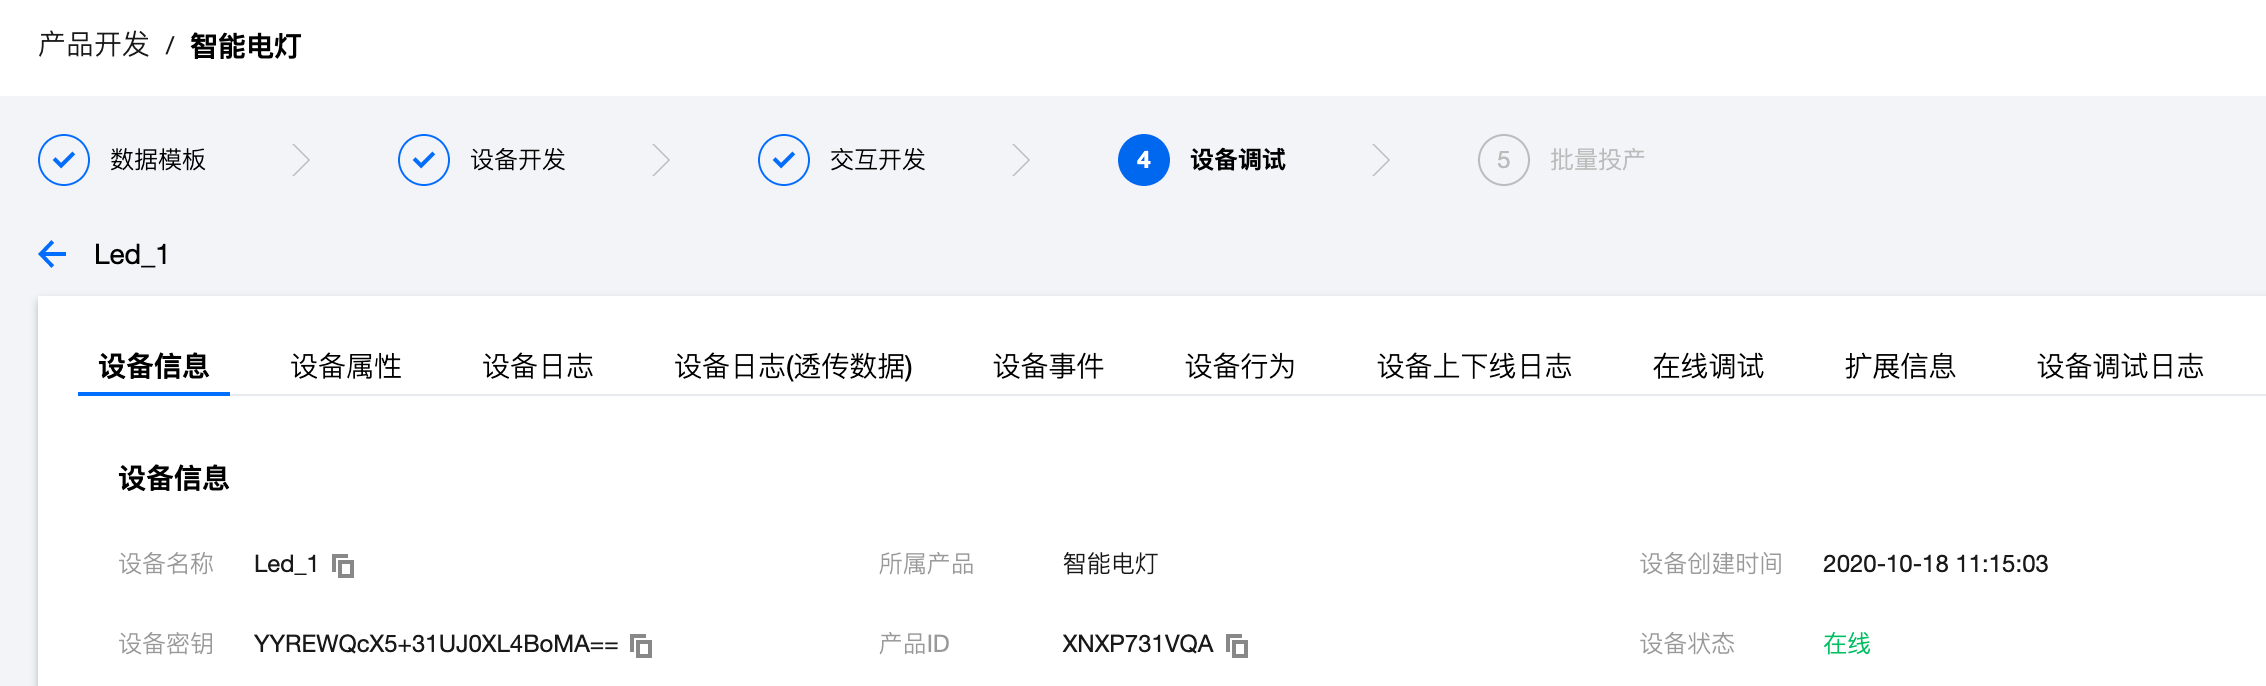 产品开发 / 智能电灯
数据模板 设备开发 交互开发 4 设备调试 5 批量投产
Led_1
设备信息 设备属性 设备日志 设备日志(透传数据) 设备事件 设备行为 设备上下线日志 在线调试 扩展信息 设备调试日志
设备信息
设备名称 Led_1 所属产品 智能电灯 设备创建时间 2020-10-18 11:15:03
设备密钥 YYREWQcX5+31UJ0XL4BoMA== 产品ID XNXP731VQA 设备状态 在线